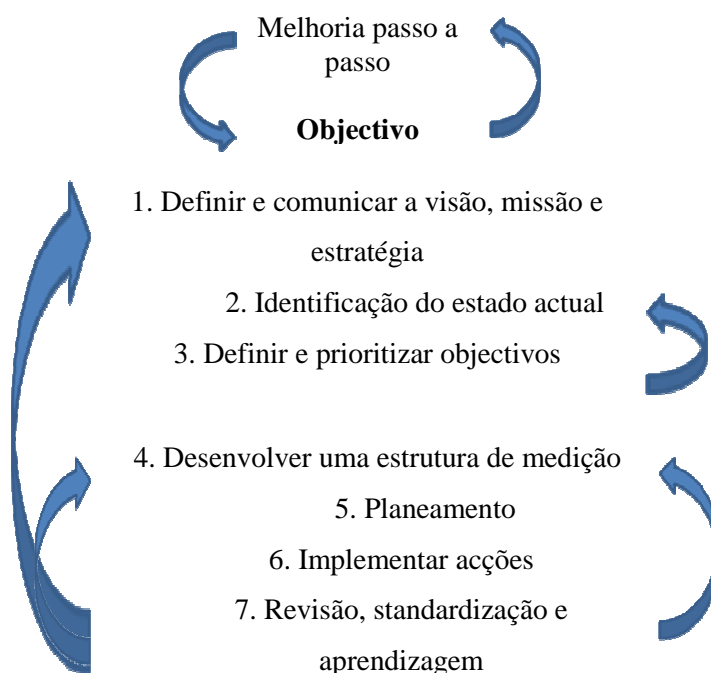 Melhoria passo a
passo
Objectivo
1. Definir e comunicar a visão, missão e
estratégia
2. Identificação do estado actual
3. Definir e prioritizar objectivos
4. Desenvolver uma estrutura de medição
5. Planeamento
6. Implementar acções
7. Revisão, standardização e
aprendizagem